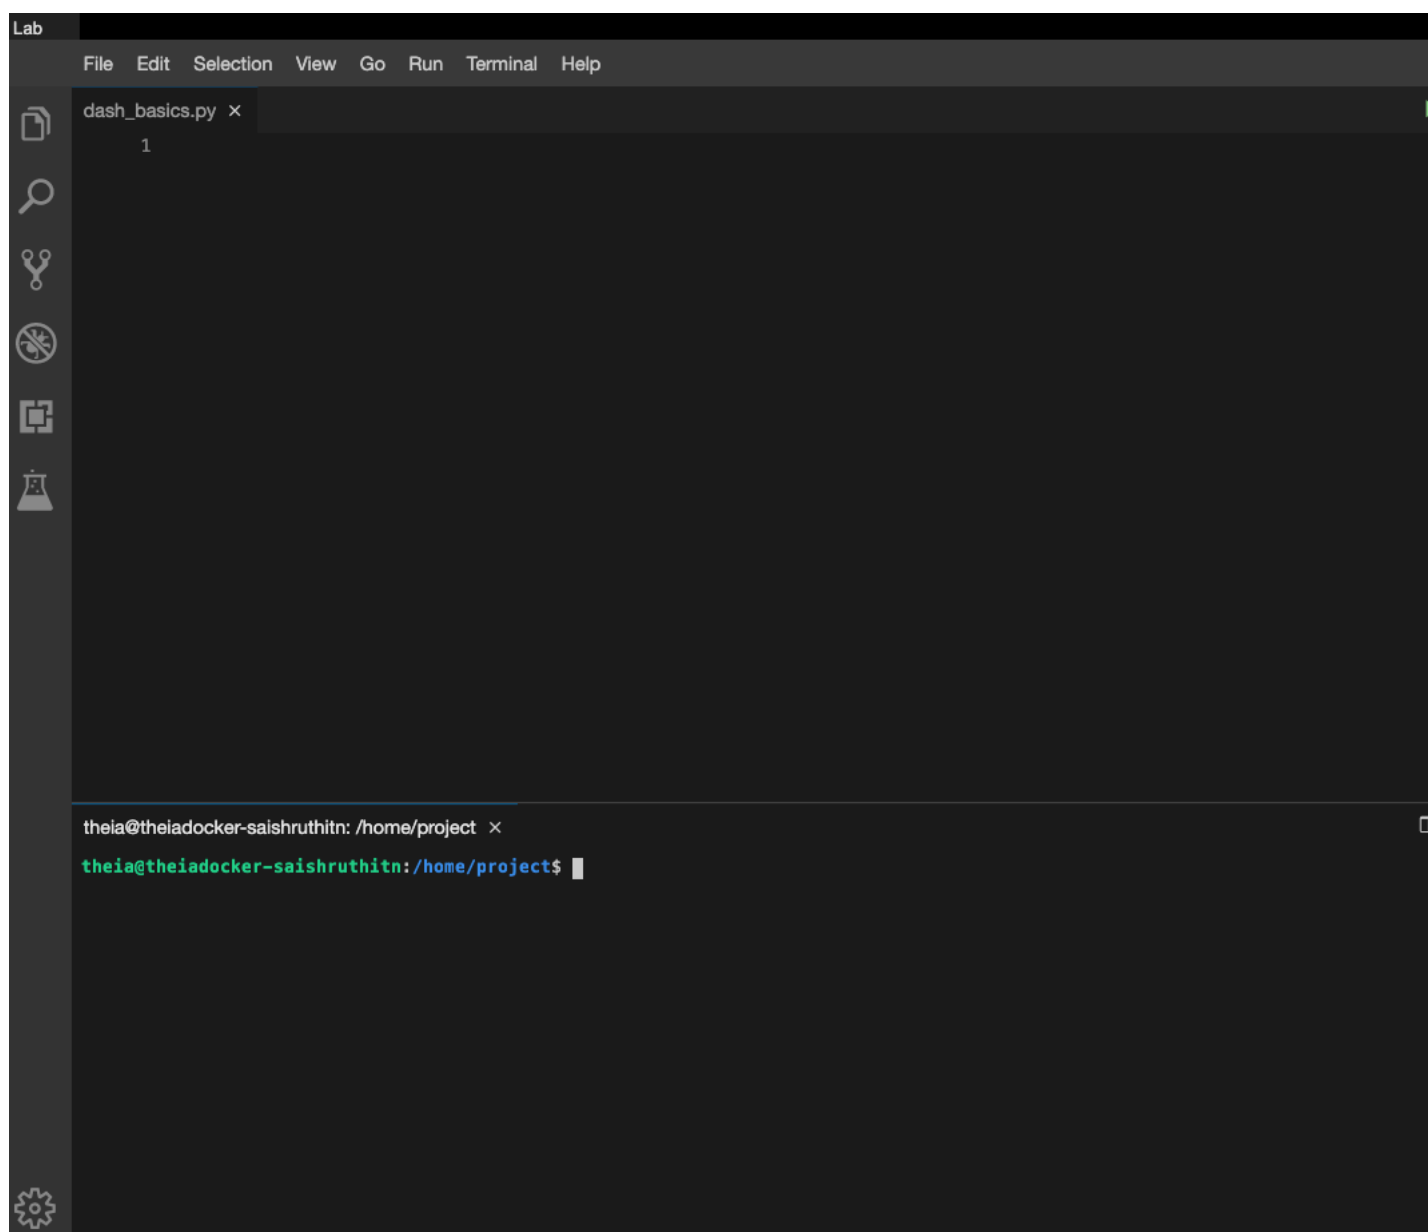 Lab
File Edit Selection View Go Run Terminal Help
dash_basics.py ×
1
theia@theiadocker-saishruthitn: /home/project ×
theia@theiadocker-saishruthitn:/home/project$